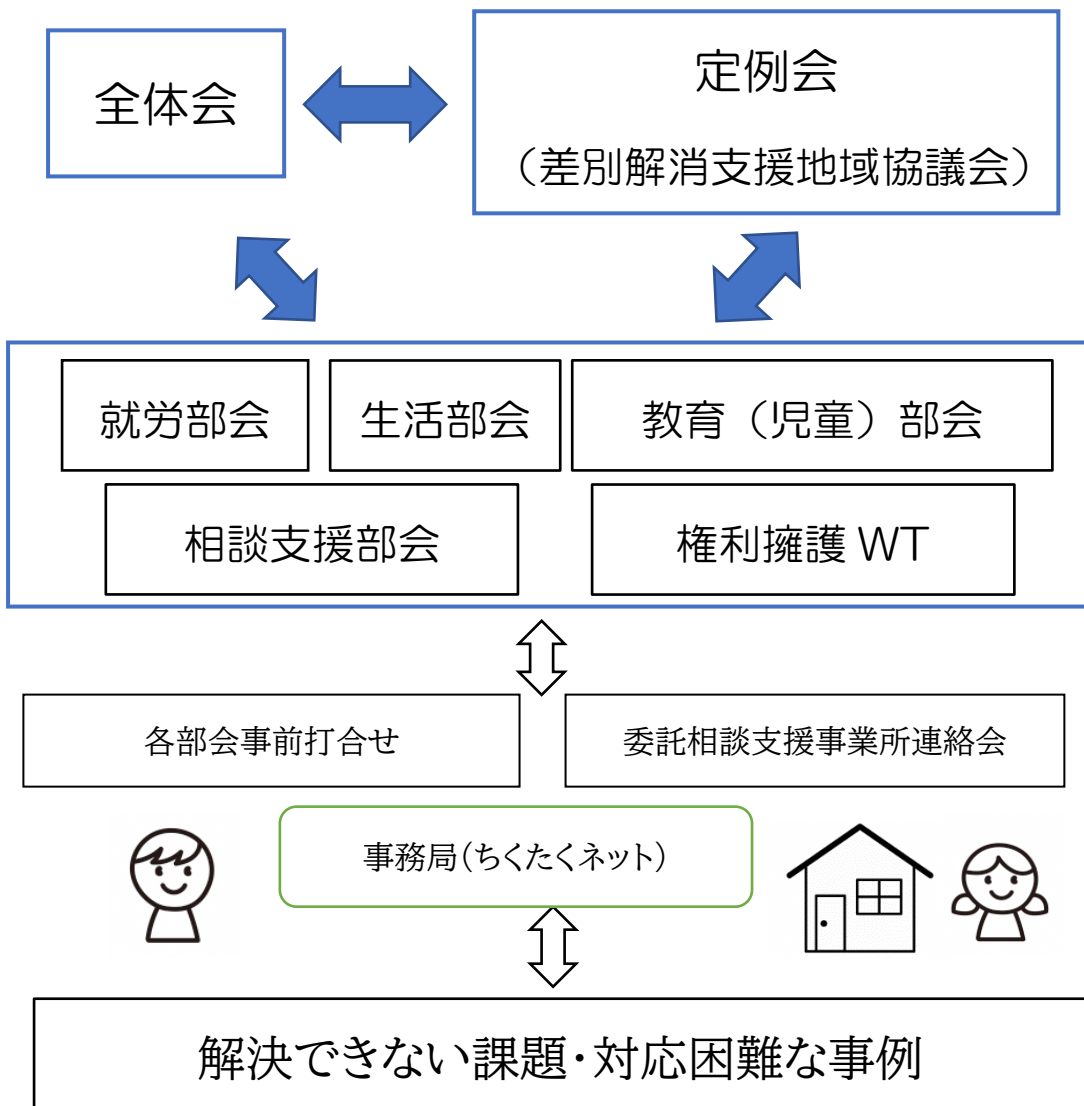 全体会
定例会
（差別解消支援地域協議会）
就労部会
生活部会
教育（児童）部会
相談支援部会
権利擁護 WT
各部会事前打合せ
委託相談支援事業所連絡会
事務局(ちくたくネット)
解決できない課題・対応困難な事例